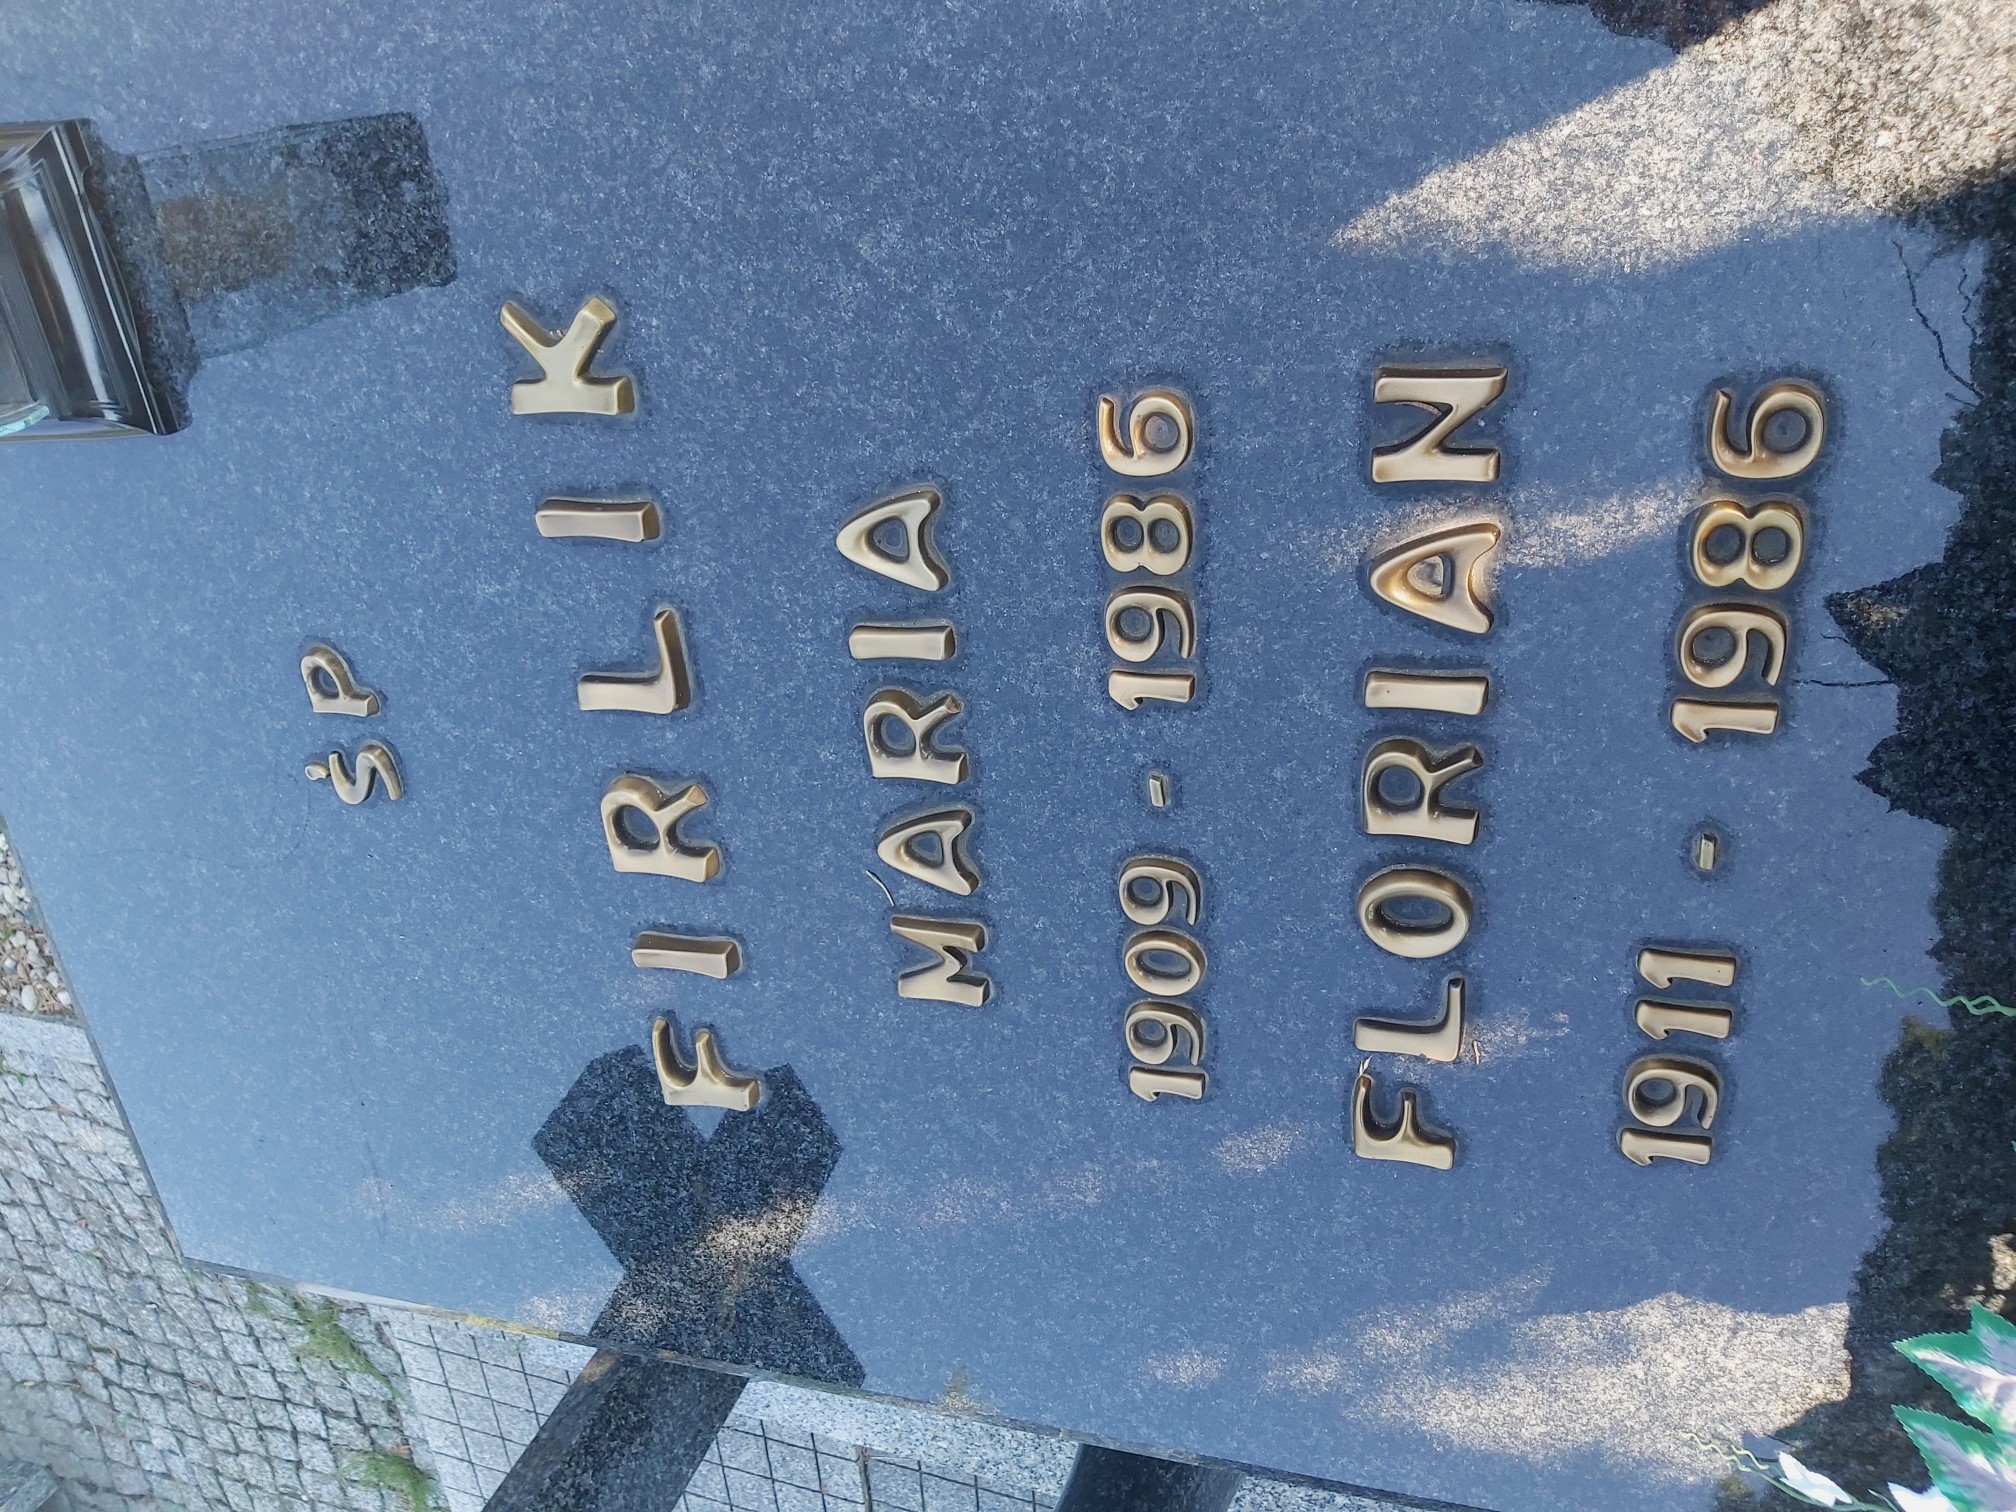 ŚP
FIRLIK
MARIA
1909 - 1986
FLORIAN
1911 - 1986